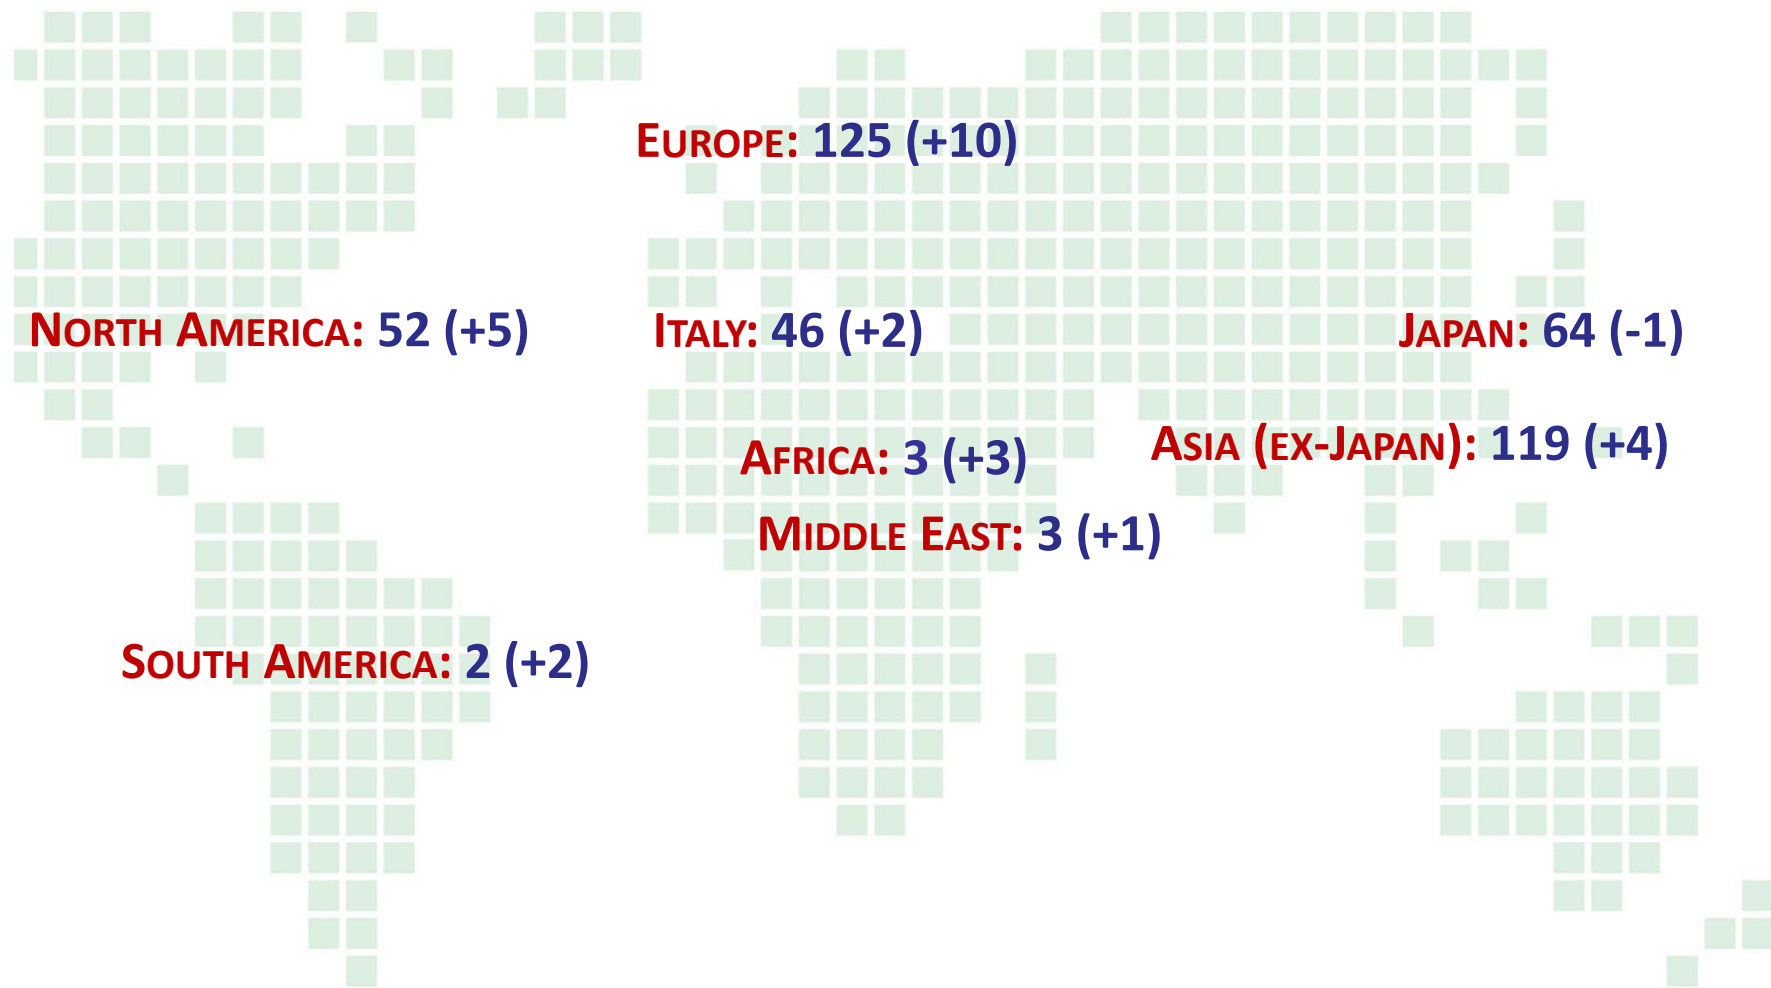 Europe: 125 (+10)
North America: 52 (+5)
Italy: 46 (+2)
Japan: 64 (-1)
Asia (ex-Japan): 119 (+4)
Africa: 3 (+3)
Middle East: 3 (+1)
South America: 2 (+2)